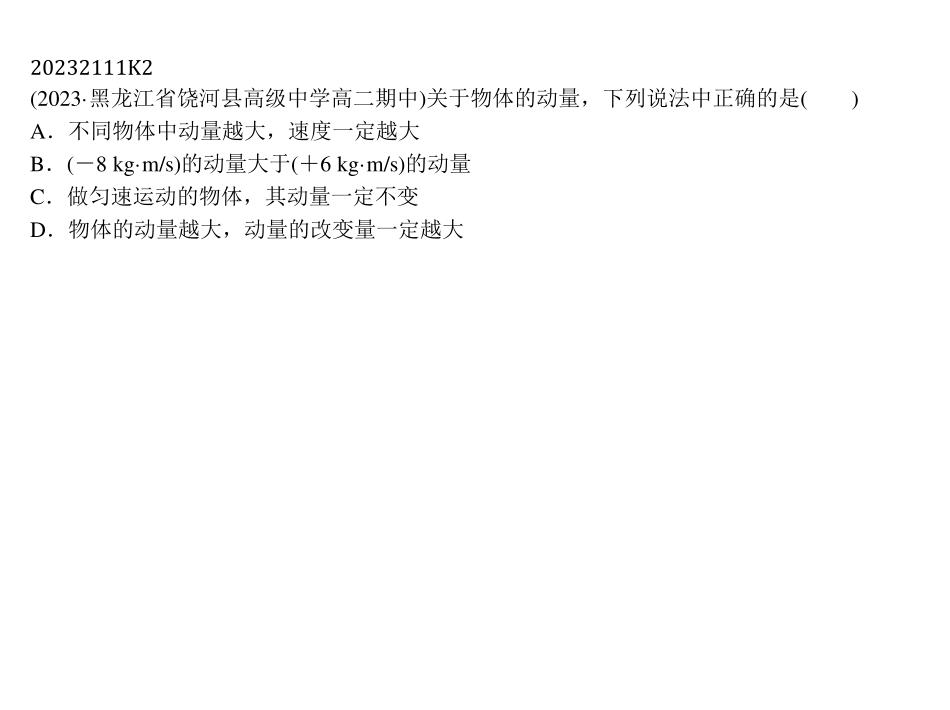 20232111K2
(2023·黑龙江省饶河县高级中学高二期中)关于物体的动量，下列说法中正确的是(　　)
A．不同物体中动量越大，速度一定越大
B．(－8 kg·m/s)的动量大于(＋6 kg·m/s)的动量
C．做匀速运动的物体，其动量一定不变
D．物体的动量越大，动量的改变量一定越大